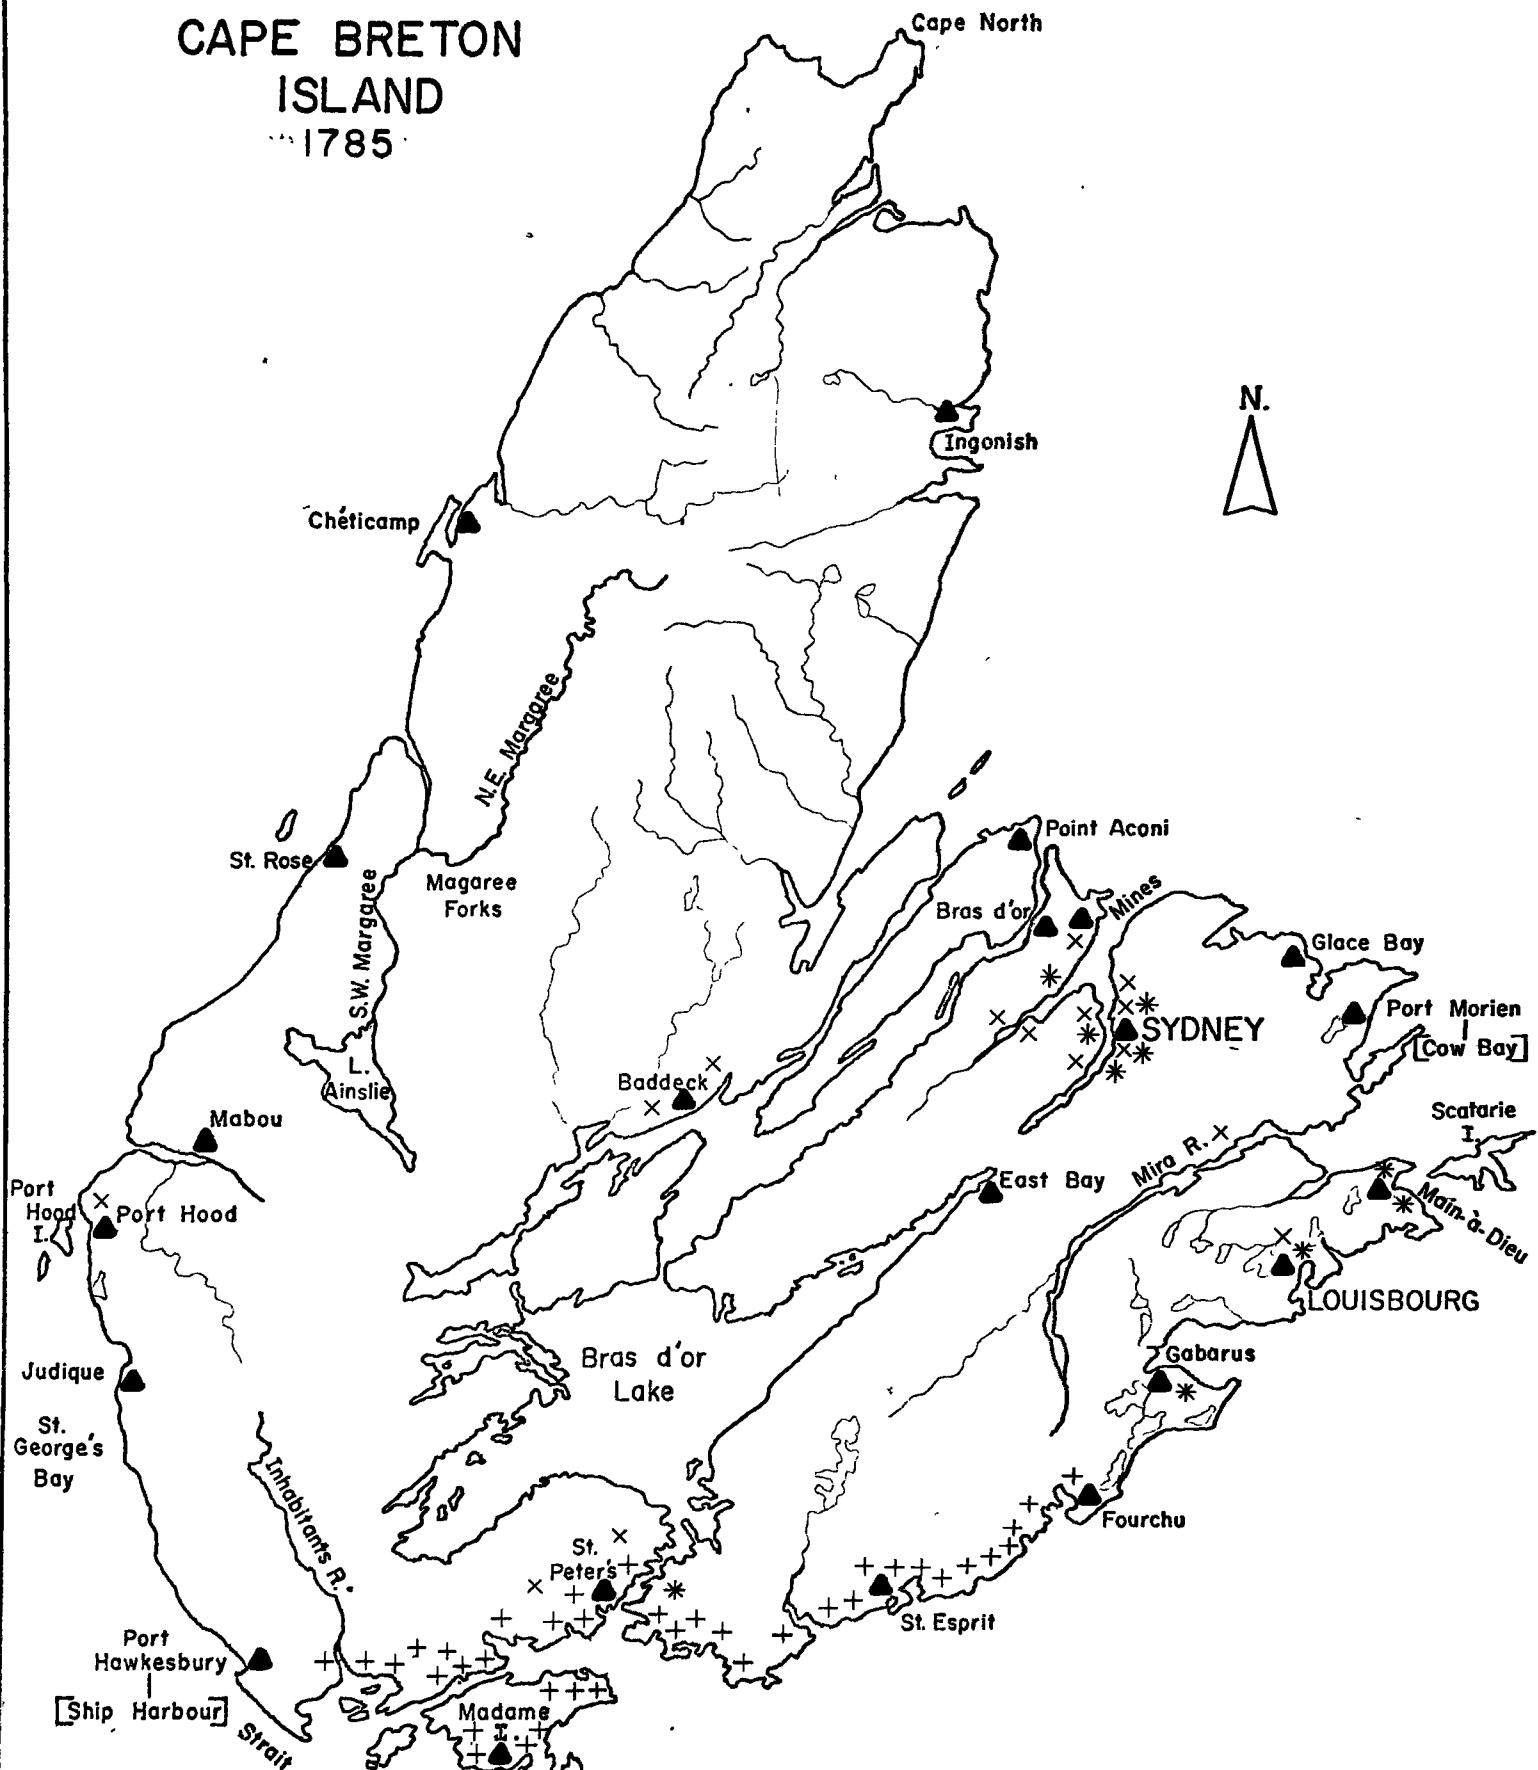 CAPE BRETON
ISLAND
1785
Cape North
N.
Ingonish
Chéticamp
N.E. Margaree
Point Aconi
St. Rose
Magaree
Forks
S.W. Margaree
Bras d'or
Mines
Glace Bay
Port Morien
[Cow Bay]
SYDNEY
L.
Ainslie
Baddeck
Mabou
Scatarie
I.
Mira R.
East Bay
Port
Hood
I.
Port Hood
Main-à-Dieu
LOUISBOURG
Gabarus
Bras d'or
Lake
Judique
St.
George's
Bay
Inhabitants R.
Fourchu
St.
Peter's
St. Esprit
Port
Hawkesbury
[Ship Harbour]
Strait
Madame
I.